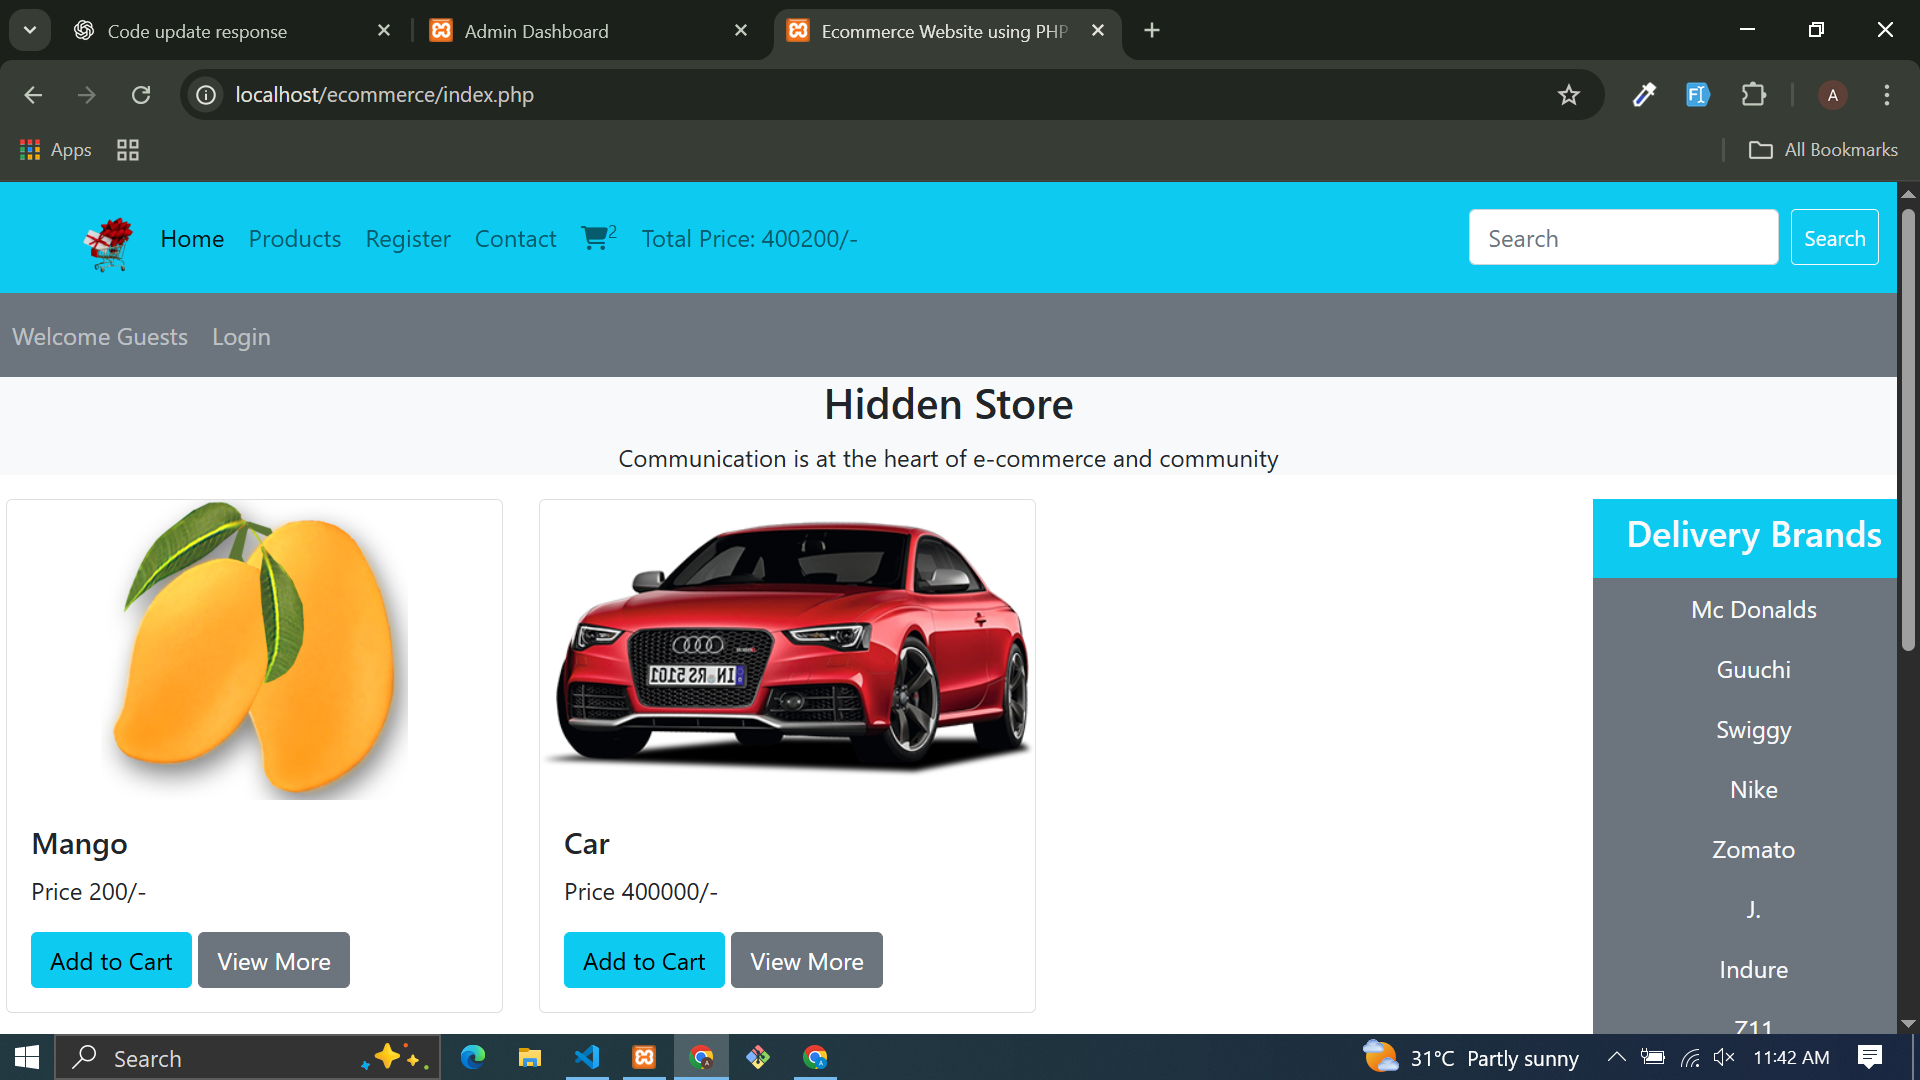 Code update response
Admin Dashboard
Ecommerce Website using PHP
localhost/ecommerce/index.php
A
Apps
All Bookmarks
Home Products Register Contact 2 Total Price: 400200/-
Search Search
Welcome Guests Login
Hidden Store
Communication is at the heart of e-commerce and community
Mango
Price 200/-
Add to Cart View More
Car
Price 400000/-
Add to Cart View More
Delivery Brands
Mc Donalds
Guuchi
Swiggy
Nike
Zomato
J.
Indure
Z11
Search
31°C Partly sunny
11:42 AM